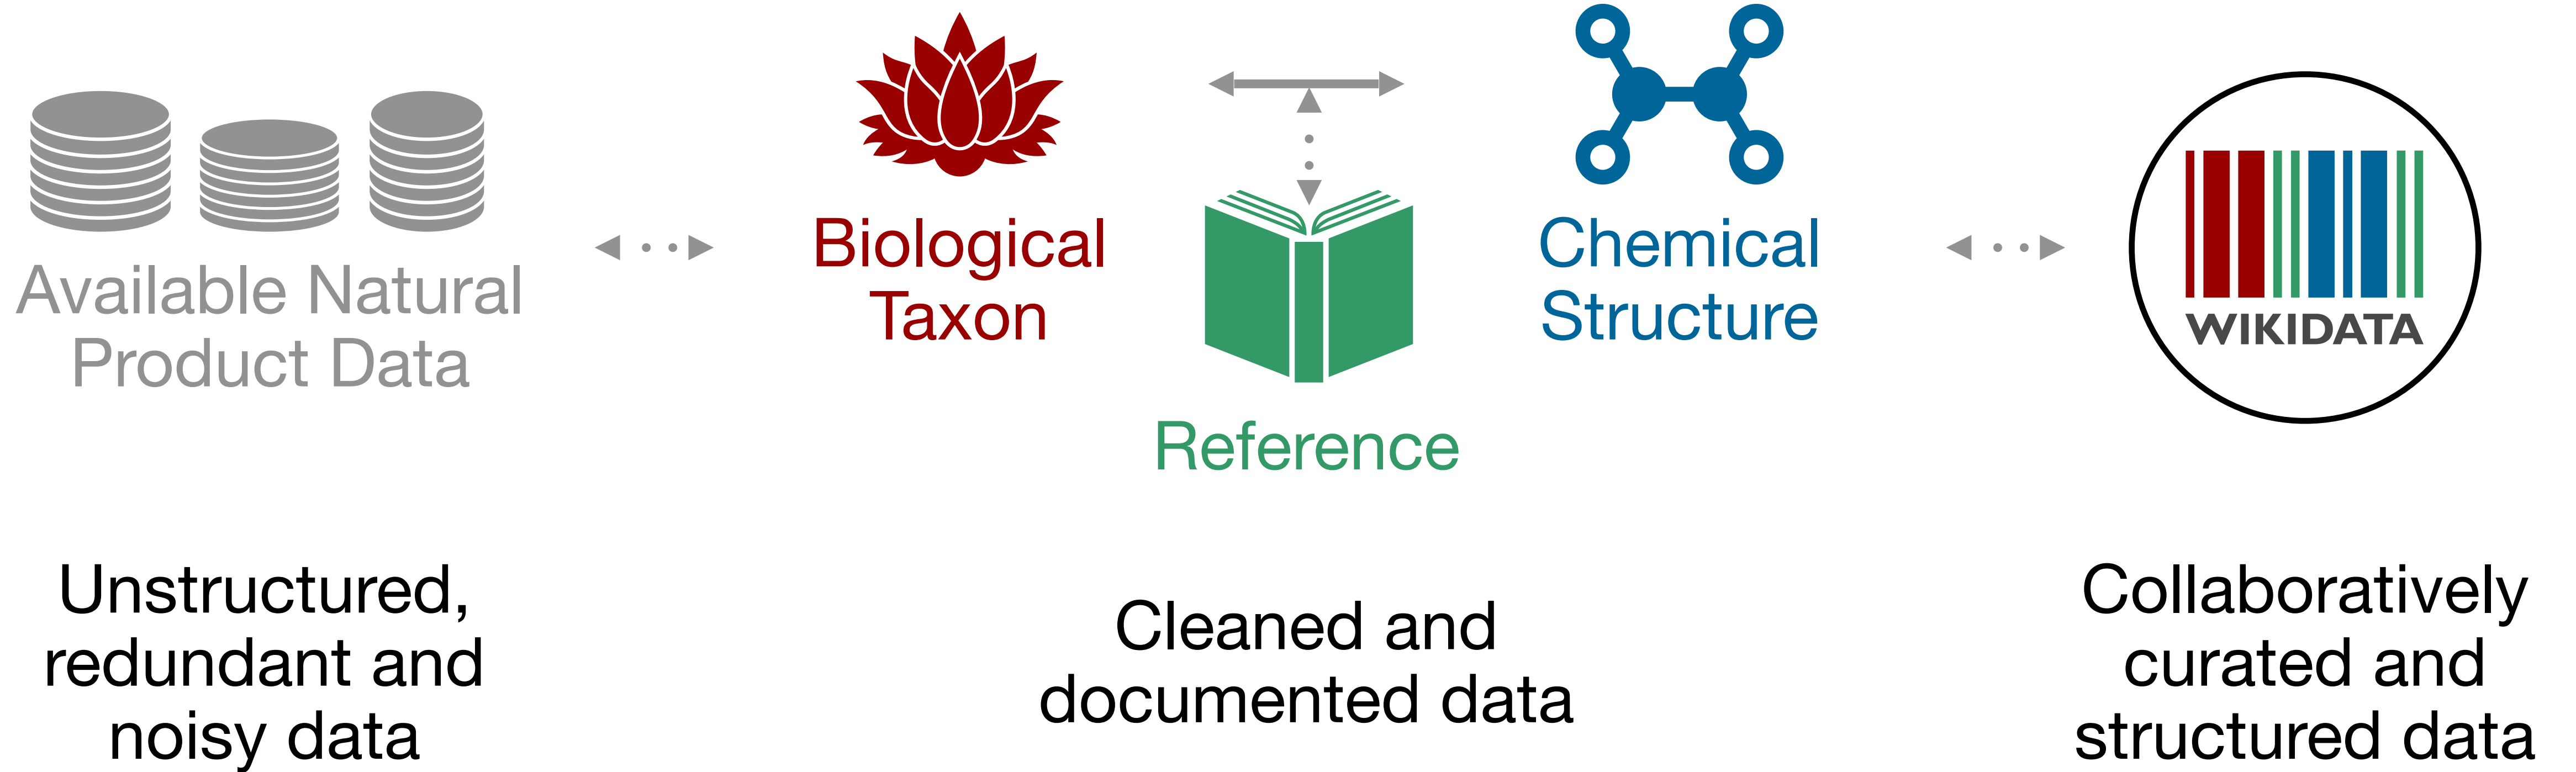 Available Natural
Product Data
Biological
Taxon
Reference
Chemical
Structure
WIKIDATA
Unstructured,
redundant and
noisy data
Cleaned and
documented data
Collaboratively
curated and
structured data